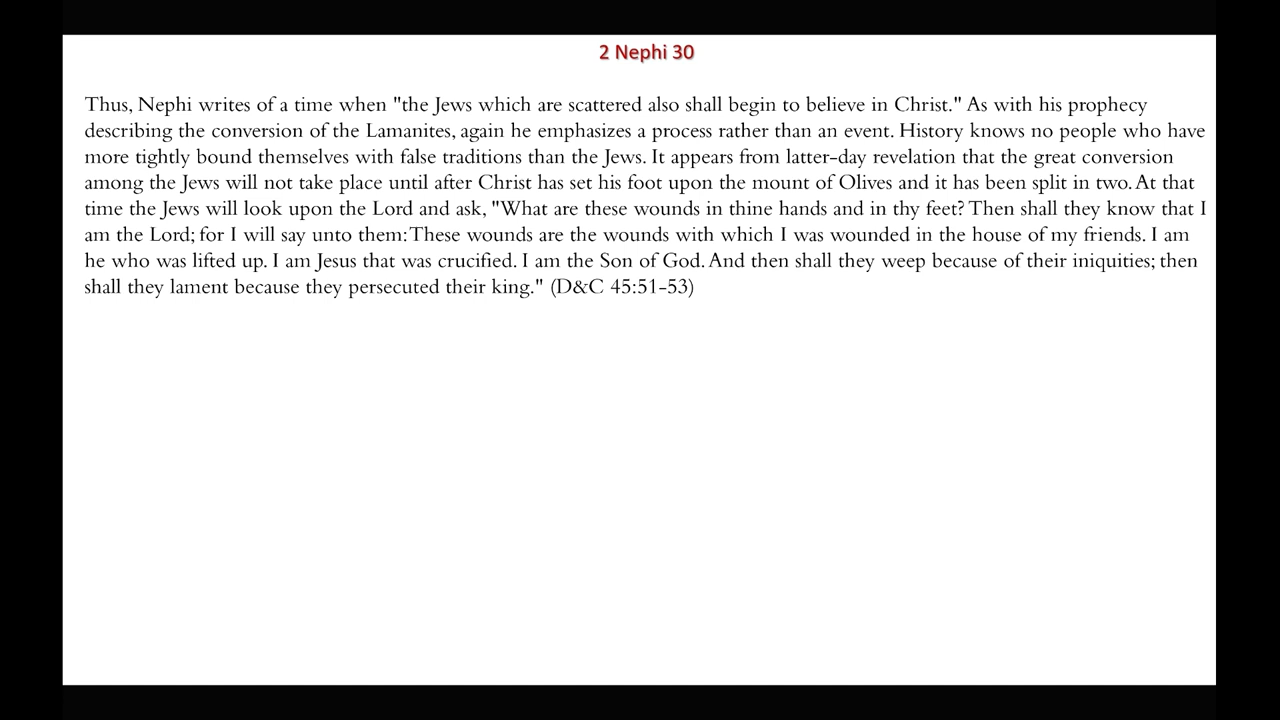 2 Nephi 30
Thus, Nephi writes of a time when "the Jews which are scattered also shall begin to believe in Christ." As with his prophecy
describing the conversion of the Lamanites, again he emphasizes a process rather than an event. History knows no people who have
more tightly bound themselves with false traditions than the Jews. It appears from latter-day revelation that the great conversion
among the Jews will not take place until after Christ has set his foot upon the mount of Olives and it has been split in two. At that
time the Jews will look upon the Lord and ask, "What are these wounds in thine hands and in thy feet? Then shall they know that I
am the Lord; for I will say unto them: These wounds are the wounds with which I was wounded in the house of my friends. I am
he who was lifted up. I am Jesus that was crucified. I am the Son of God. And then shall they weep because of their iniquities; then
shall they lament because they persecuted their king." (D&C 45:51-53)